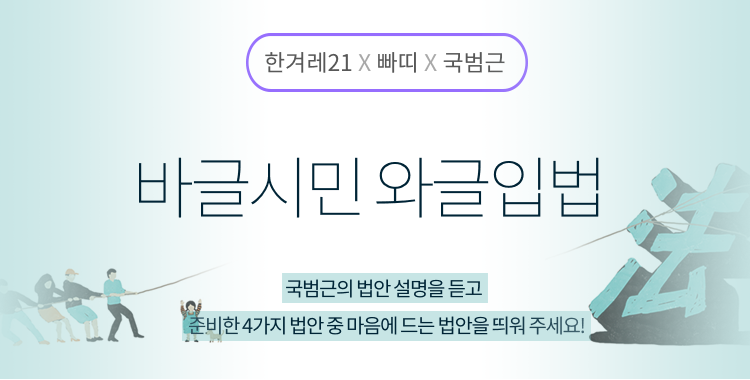 한겨레21 X 빠띠 X 국범근
바글시민 와글입법
法
국범근의 법안 설명을 듣고
준비한 4가지 법안 중 마음에 드는 법안을 띄워 주세요!